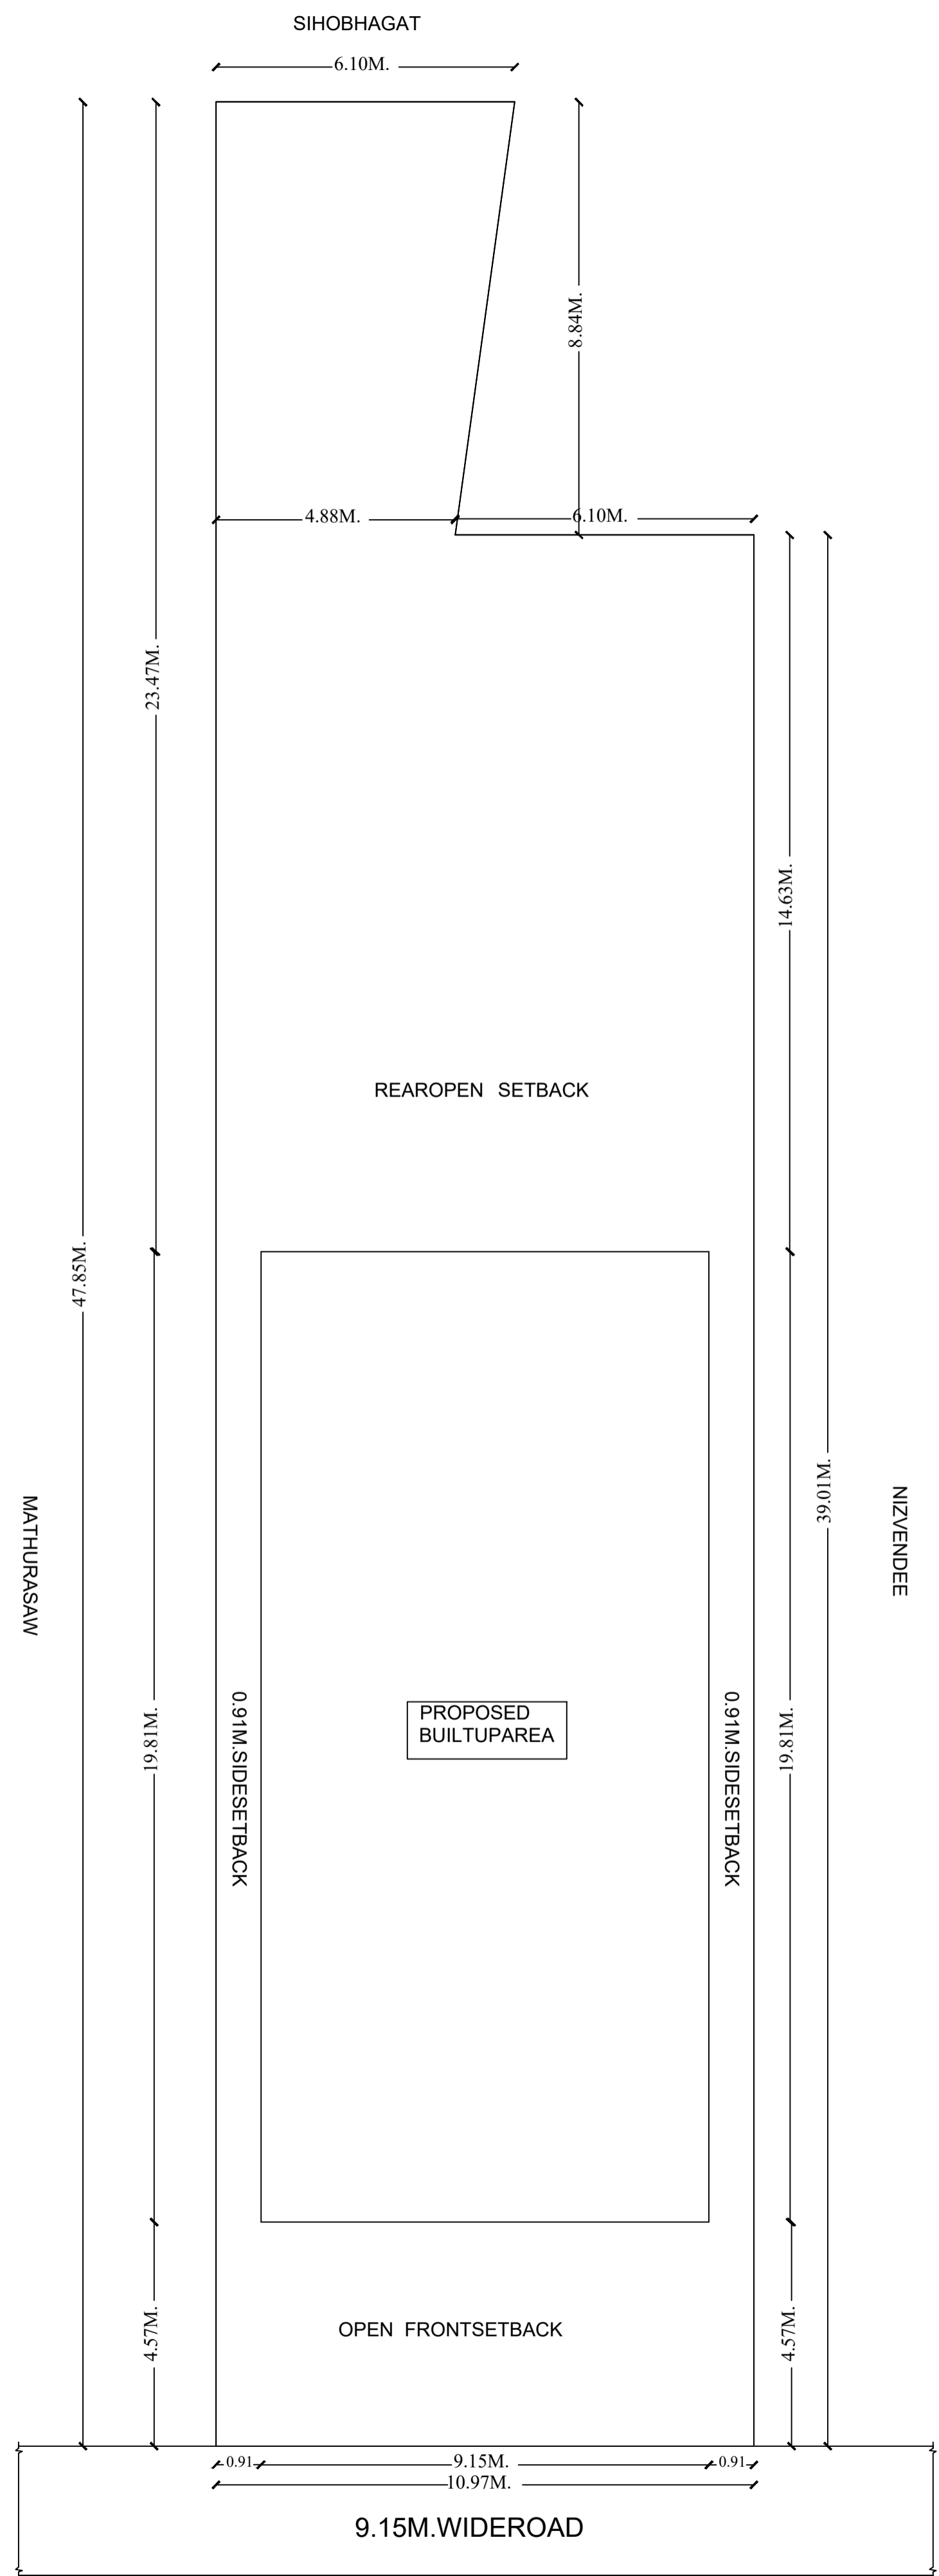 SIHOBHAGAT
6.10M.
8.84M.
4.88M.
6.10M.
23.47M.
14.63M.
REAROPEN SETBACK
47.85M.
39.01M.
MATHURASAW
NIZVENDEE
0.91M.SIDESETBACK
PROPOSED
BUILTUPAREA
0.91M.SIDESETBACK
19.81M.
19.81M.
OPEN FRONTSETBACK
4.57M.
4.57M.
0.91
9.15M.
0.91
10.97M.
9.15M.WIDEROAD